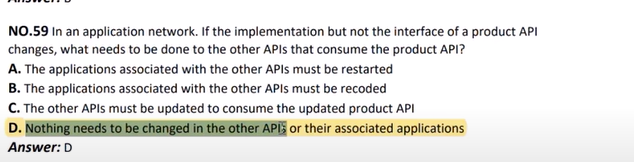 NO.59 In an application network. If the implementation but not the interface of a product API
changes, what needs to be done to the other APIs that consume the product API?
A. The applications associated with the other APIs must be restarted
B. The applications associated with the other APIs must be recoded
C. The other APIs must be updated to consume the updated product API
D. Nothing needs to be changed in the other APIs or their associated applications
Answer: D